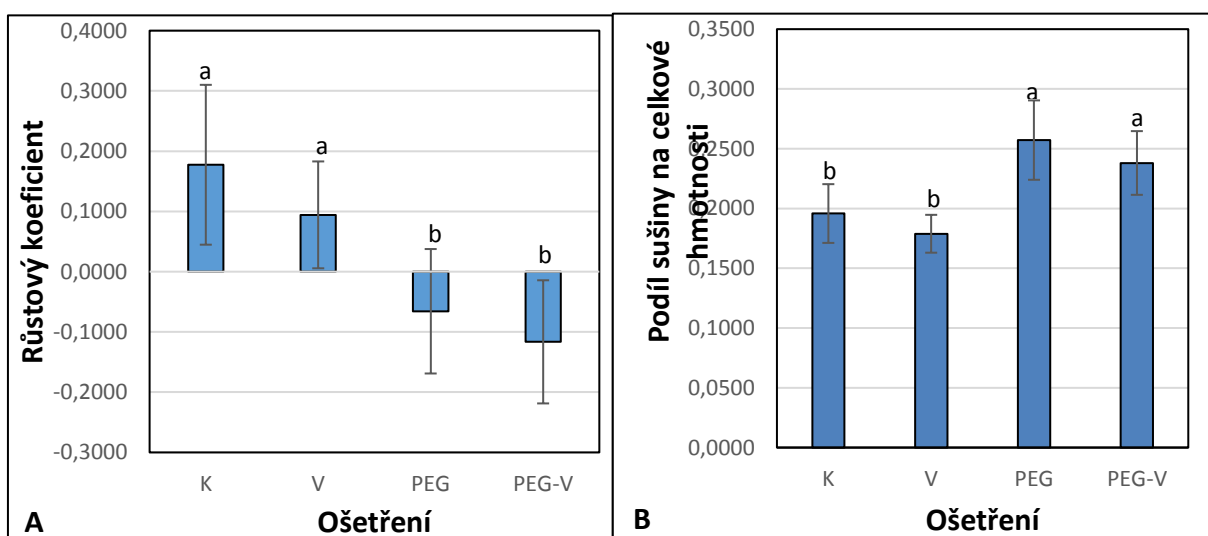 0,4000
0,3000
0,2000
0,1000
0,0000
-0,1000
-0,2000
-0,3000
Růstový koeficient
a
a
b
b
K V PEG PEG-V
Ošetření
A
0,3500
0,3000
0,2500
0,2000
0,1500
0,1000
0,0500
0,0000
Podíl sušiny na celkové
hmotnosti
b
b
a
a
K V PEG PEG-V
Ošetření
B